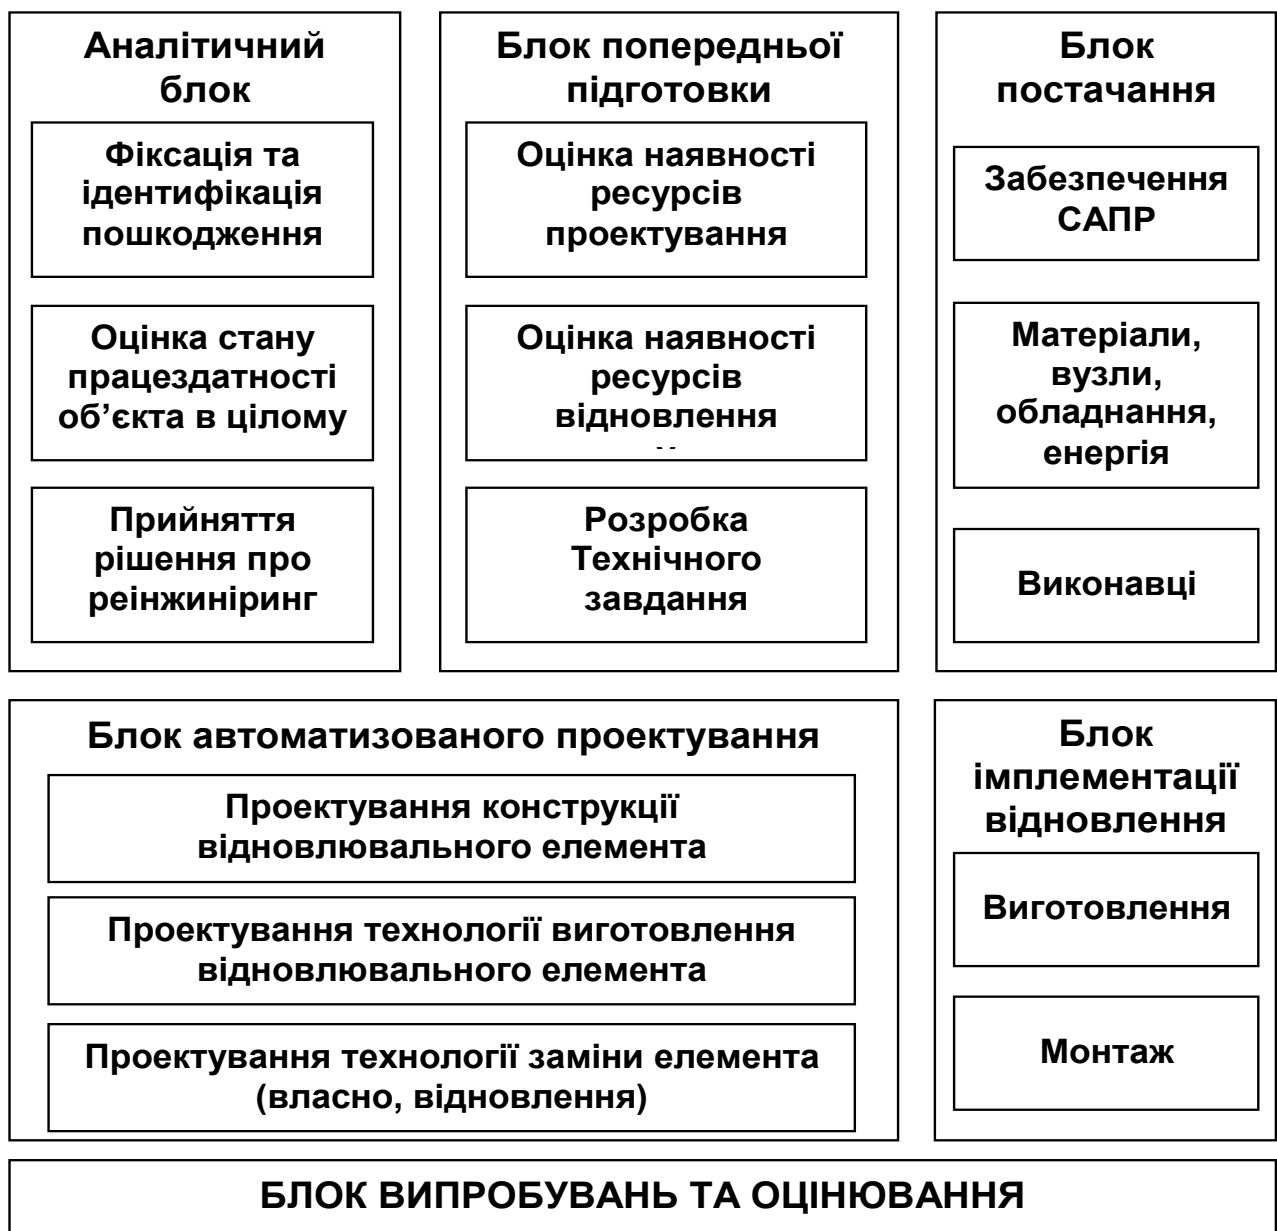 Аналітичний
блок
Фіксація та
ідентифікація
пошкодження
Оцінка стану
працездатності
об’єкта в цілому
Прийняття
рішення про
реінжиніринг
Блок попередньої
підготовки
Оцінка наявності
ресурсів
проектування
Оцінка наявності
ресурсів
відновлення
Розробка
Технічного
завдання
Блок
постачання
Забезпечення
САПР
Матеріали,
вузли,
обладнання,
енергія
Виконавці
Блок автоматизованого проектування
Проектування конструкції
відновлювального елемента
Проектування технології виготовлення
відновлювального елемента
Проектування технології заміни елемента
(власно, відновлення)
Блок
імплементації
відновлення
Виготовлення
Монтаж
БЛОК ВИПРОБУВАНЬ ТА ОЦІНЮВАННЯ